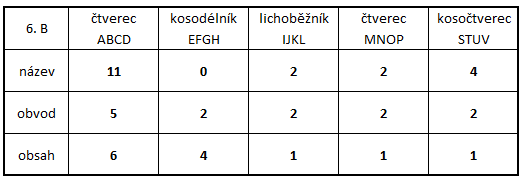 6. B čtverec ABCD kosodélník EFGH lichoběžník IJKL čtverec MNOP kosočtverec STUV
název 11 0 2 2 4
obvod 5 2 2 2 2
obsah 6 4 1 1 1